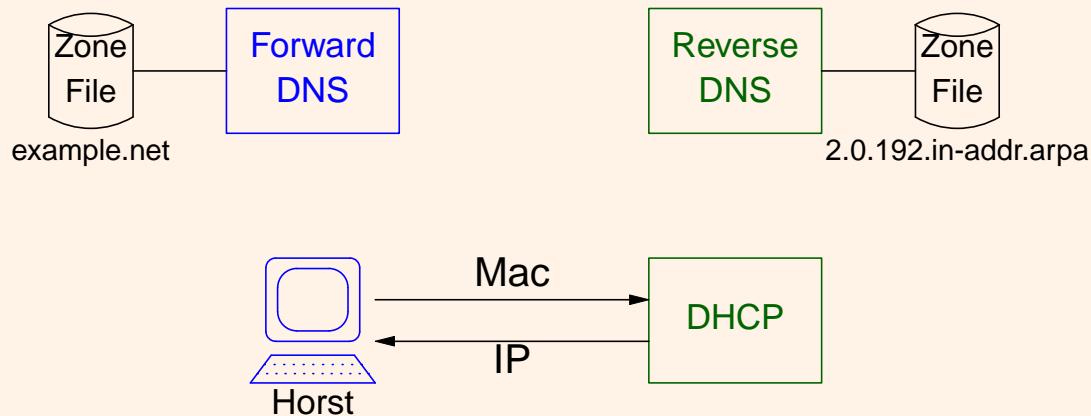 Zone
File
example.net
Forward
DNS
Reverse
DNS
Zone
File
2.0.192.in-addr.arpa
Mac
IP
Horst
DHCP